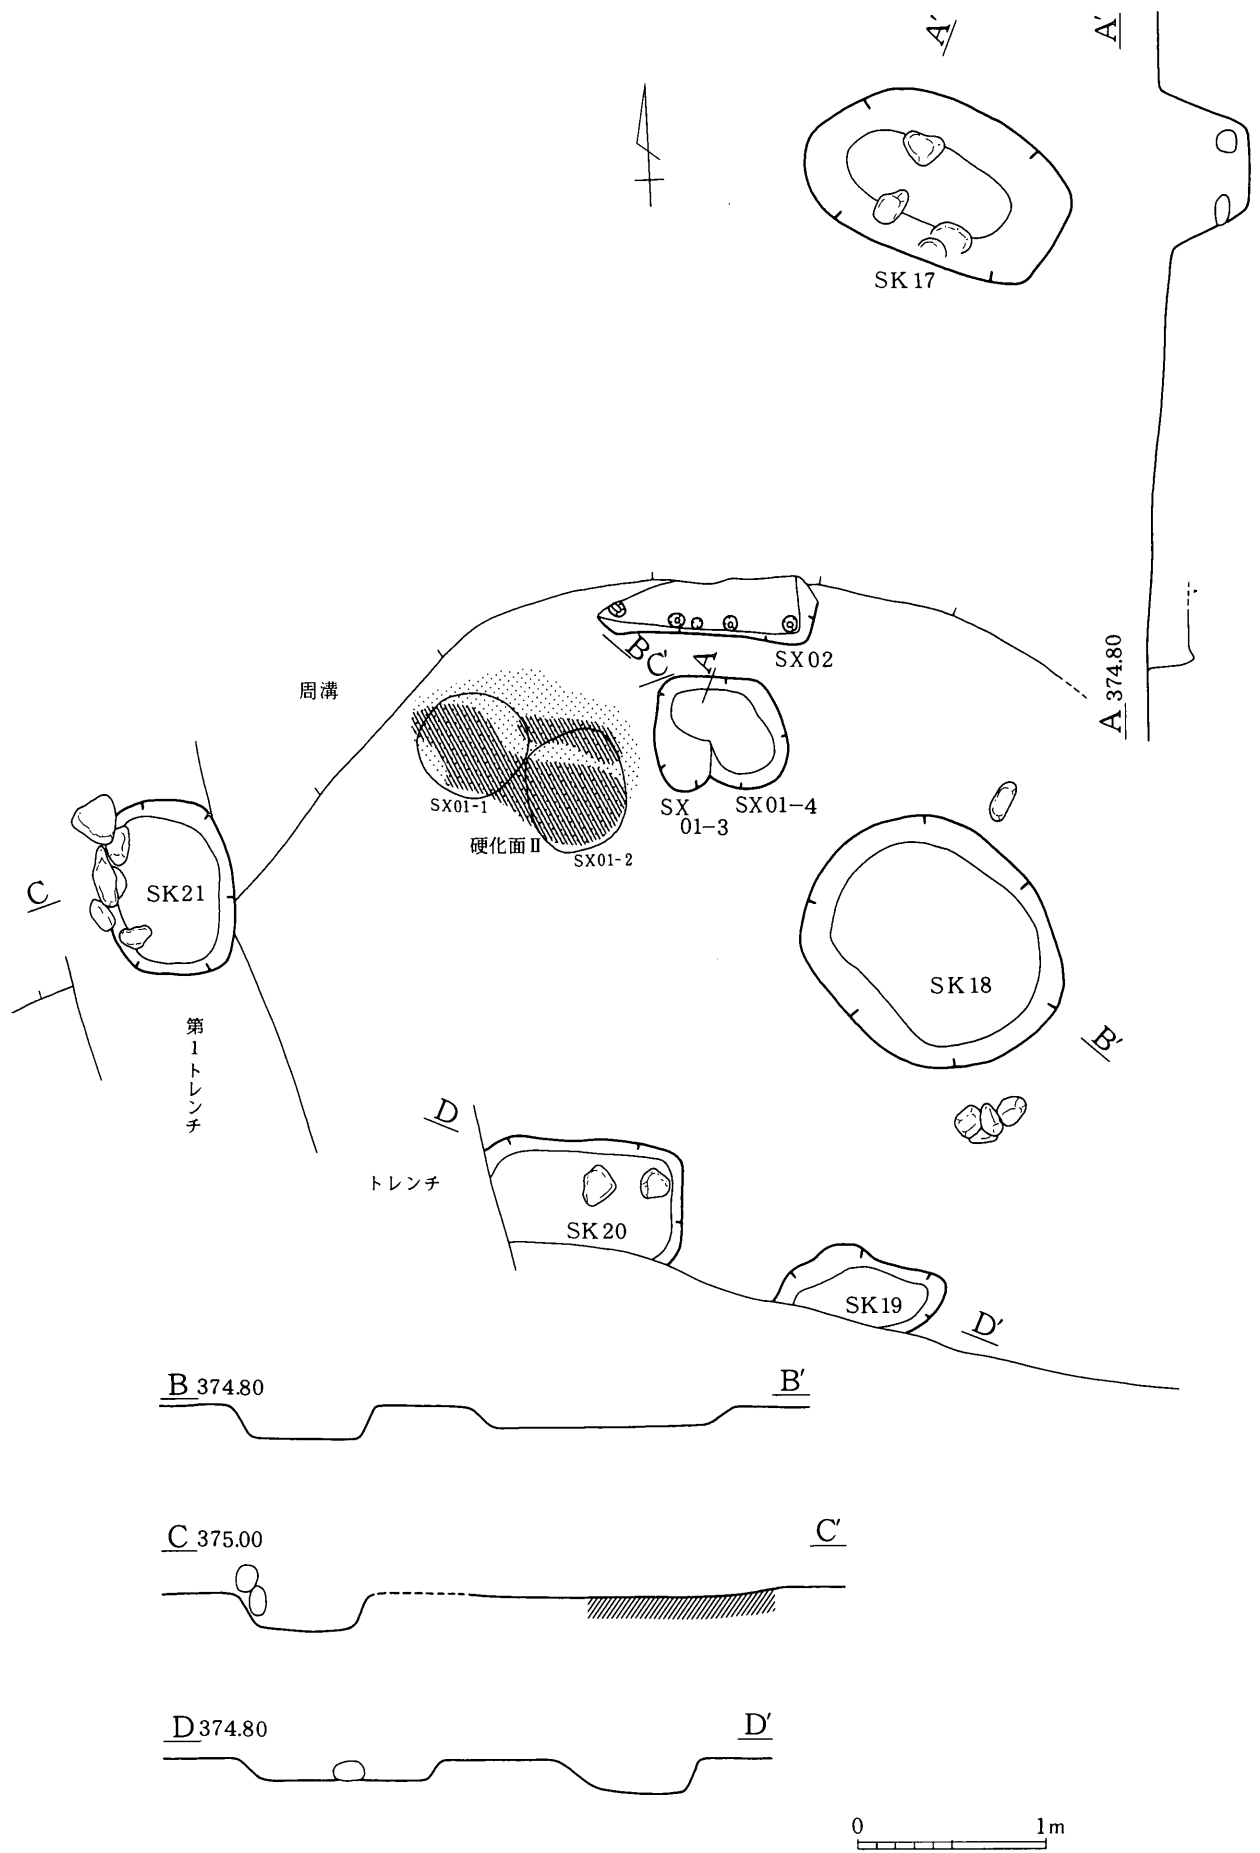 A′
A′
SK17
A 374.80
B
C′
A
SX02
周溝
SX01-1
SX
01-3
SX01-4
硬化面Ⅱ
SX01-2
C
SK21
SK18
B′
第1トレンチ
D
トレンチ
SK20
SK19
D′
B 374.80
B′
C 375.00
C′
D 374.80
D′
0
1m